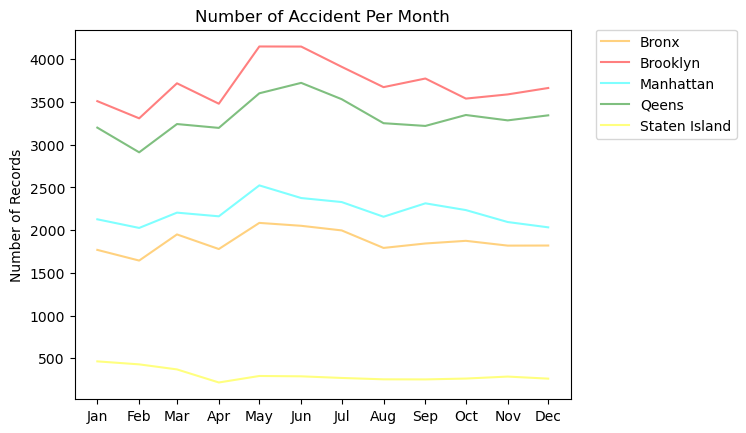 Number of Accident Per Month
Number of Records
4000
3500
3000
2500
2000
1500
1000
500
Jan Feb Mar Apr May Jun Jul Aug Sep Oct Nov Dec
Bronx
Brooklyn
Manhattan
Qeens
Staten Island